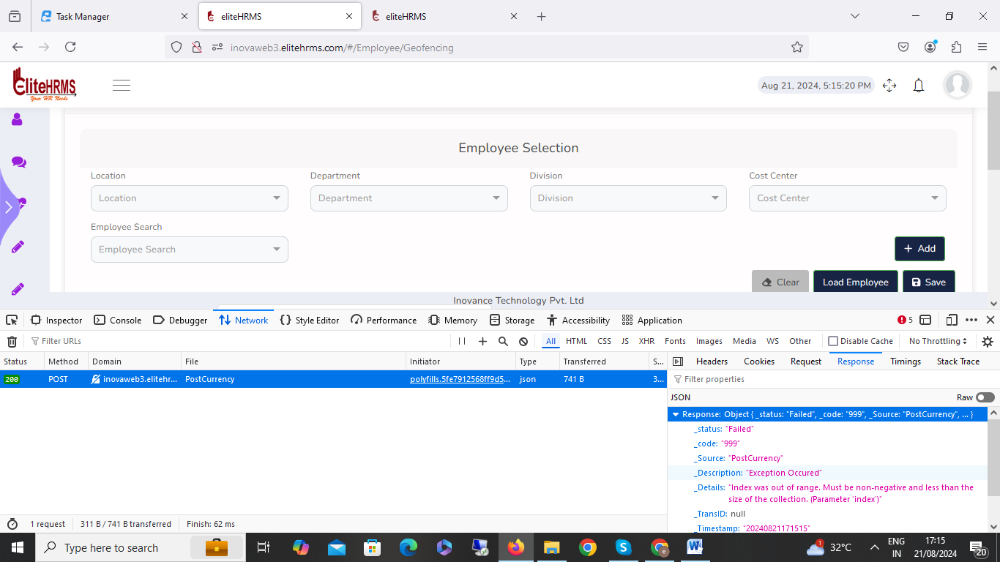 Task Manager
eliteHRMS
eliteHRMS
inovaweb3.elitehrms.com/#/Employee/Geofencing
EliteHRMS
Your HR Needs
Aug 21, 2024, 5:15:20 PM
Employee Selection
Location Department Division Cost Center
Location Department Division Cost Center
Employee Search
Employee Search
Add
Clear Load Employee Save
Inovance Technology Pvt. Ltd
Inspector Console Debugger Network Style Editor Performance Memory Storage Accessibility Application 5
Filter URLs All HTML CSS JS XHR Fonts Images Media WS Other Disable Cache No Throttling
Status Method Domain File Initiator Type Transferred S...
200 POST inovaweb3.elitehr... PostCurrency polyfills.5fe7912568ff9d5... json 741 B 3...
Headers Cookies Request Response Timings Stack Trace
Filter properties
JSON Raw
Response: Object { _status: "Failed", _code: "999", _Source: "PostCurrency", ... }
_status: "Failed"
_code: "999"
_Source: "PostCurrency"
_Description: "Exception Occured"
_Details: "Index was out of range. Must be non-negative and less than the
size of the collection. (Parameter 'index')"
_TransID: null
_Timestamp: "20240821171515"
1 request 311 B / 741 B transferred Finish: 62 ms
Type here to search
1
32°C
ENG
IN
17:15
21/08/2024
20